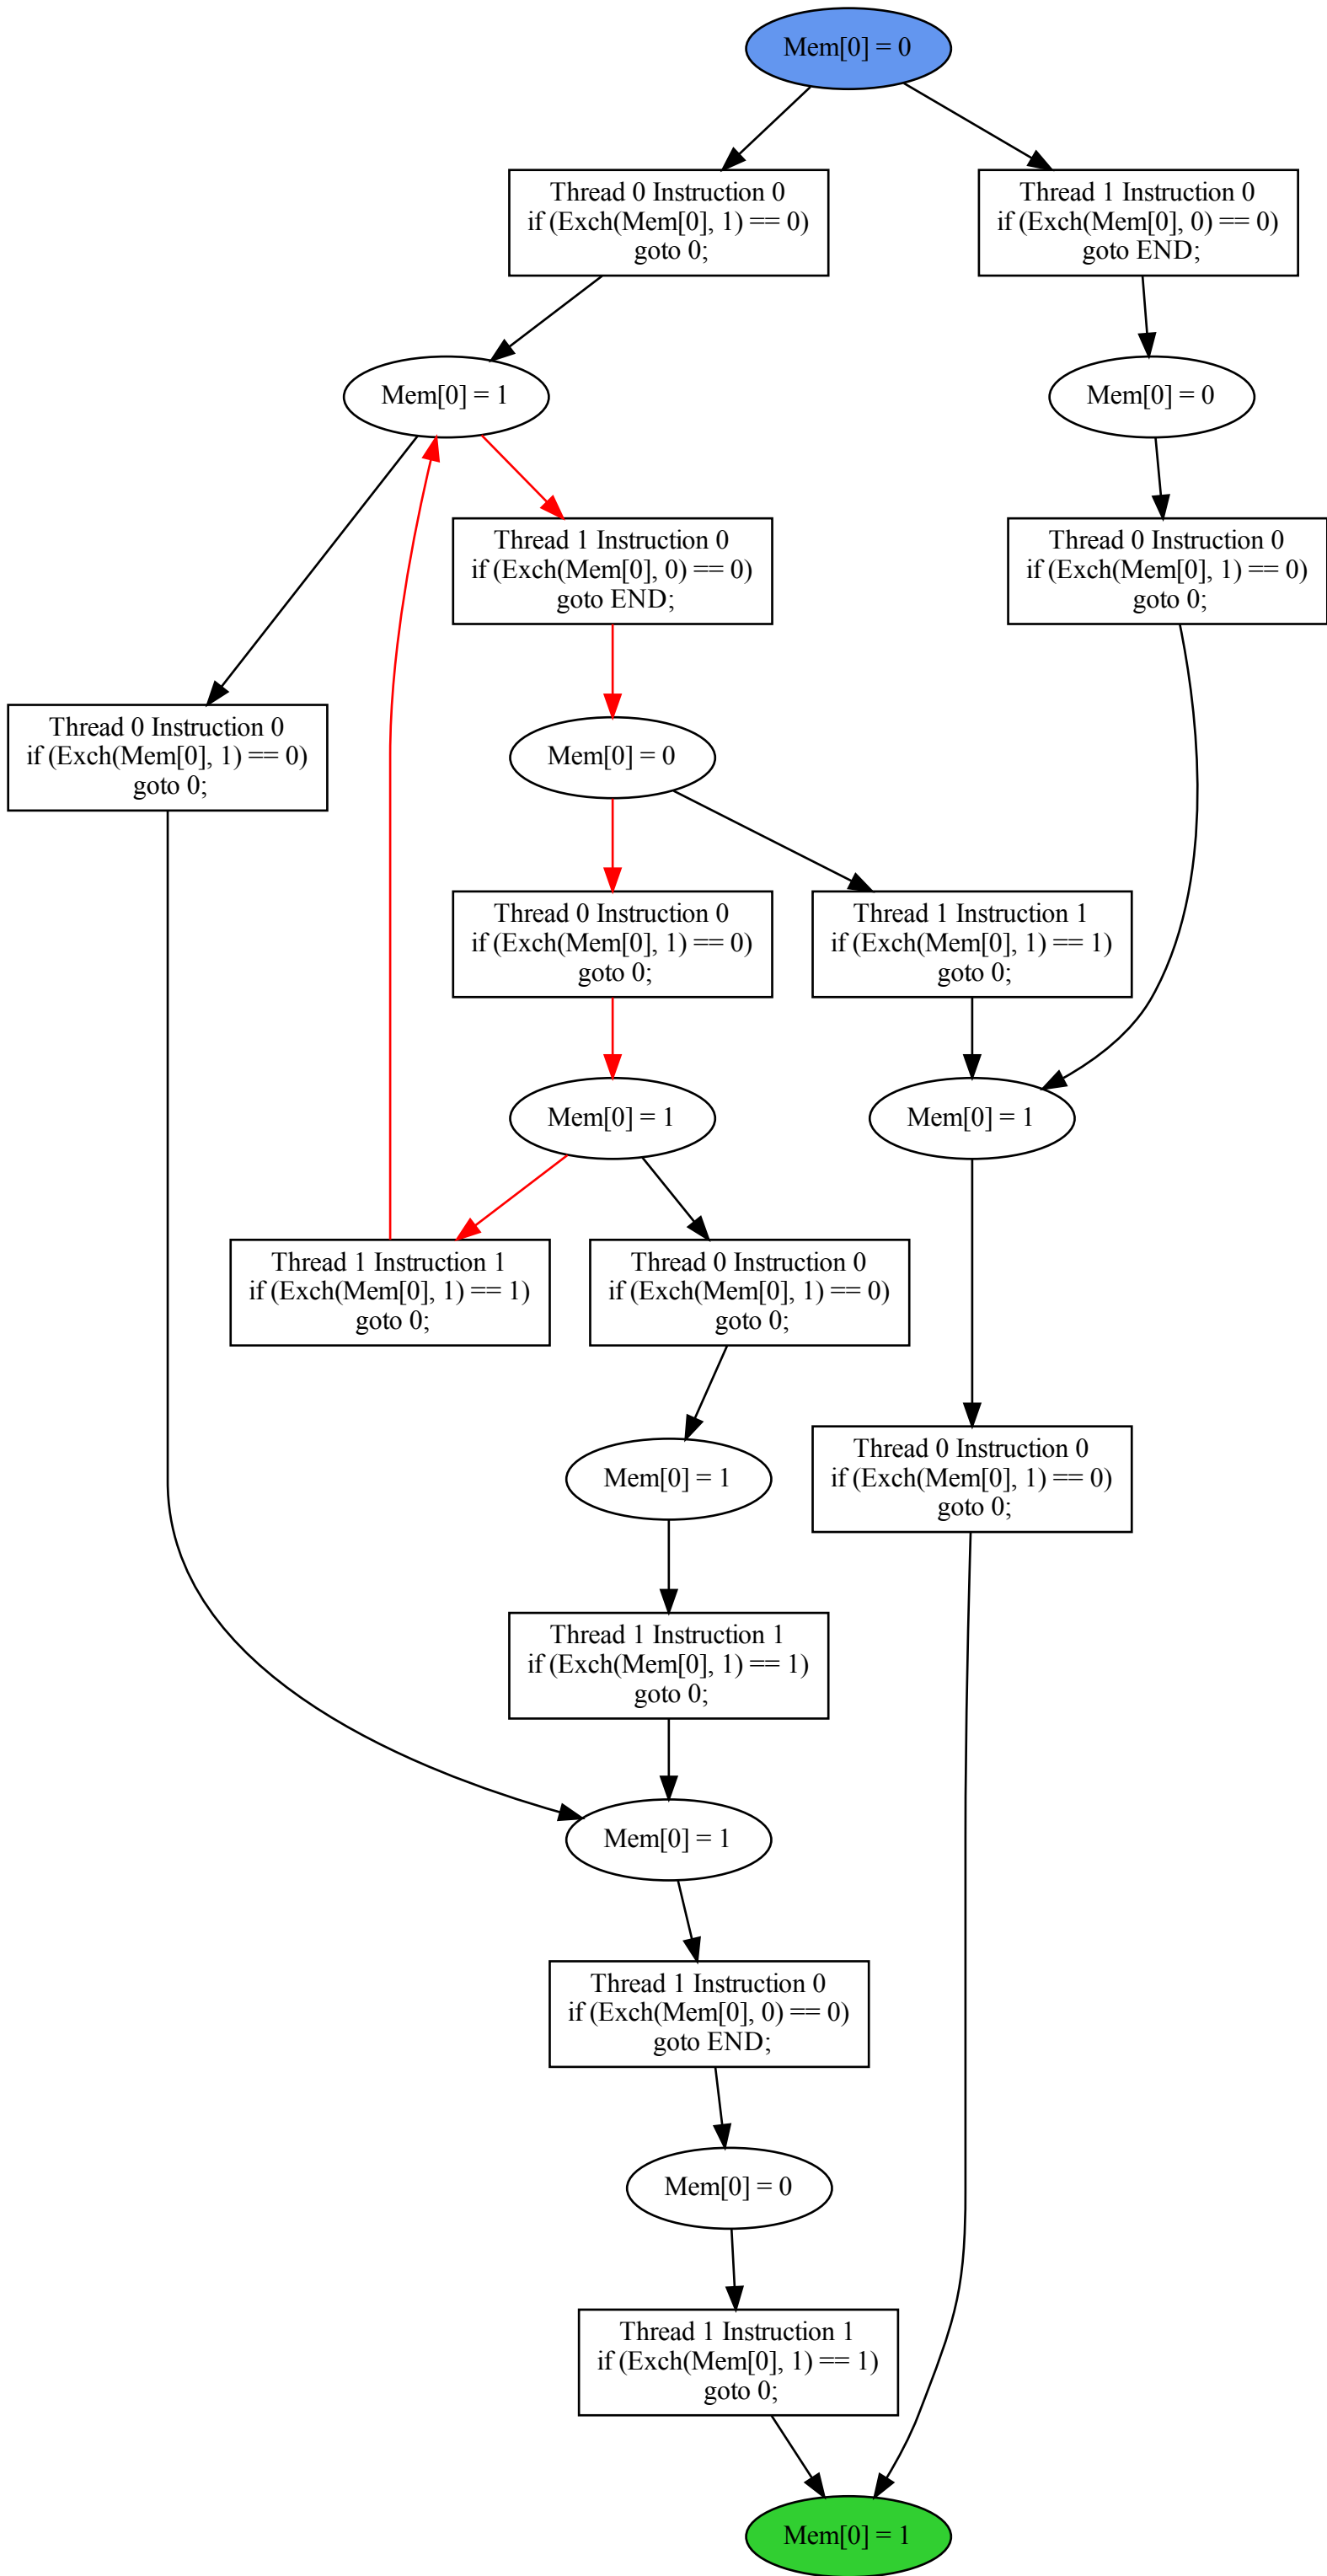 Mem[0] = 0
Thread 0 Instruction 0
if (Exch(Mem[0], 1) == 0)
goto 0;
Thread 1 Instruction 0
if (Exch(Mem[0], 0) == 0)
goto END;
Mem[0] = 1
Mem[0] = 0
Thread 1 Instruction 0
if (Exch(Mem[0], 0) == 0)
goto END;
Thread 0 Instruction 0
if (Exch(Mem[0], 1) == 0)
goto 0;
Thread 0 Instruction 0
if (Exch(Mem[0], 1) == 0)
goto 0;
Mem[0] = 0
Thread 0 Instruction 0
if (Exch(Mem[0], 1) == 0)
goto 0;
Thread 1 Instruction 1
if (Exch(Mem[0], 1) == 1)
goto 0;
Mem[0] = 1
Mem[0] = 1
Thread 1 Instruction 1
if (Exch(Mem[0], 1) == 1)
goto 0;
Thread 0 Instruction 0
if (Exch(Mem[0], 1) == 0)
goto 0;
Mem[0] = 1
Thread 0 Instruction 0
if (Exch(Mem[0], 1) == 0)
goto 0;
Thread 1 Instruction 1
if (Exch(Mem[0], 1) == 1)
goto 0;
Mem[0] = 1
Thread 1 Instruction 0
if (Exch(Mem[0], 0) == 0)
goto END;
Mem[0] = 0
Thread 1 Instruction 1
if (Exch(Mem[0], 1) == 1)
goto 0;
Mem[0] = 1